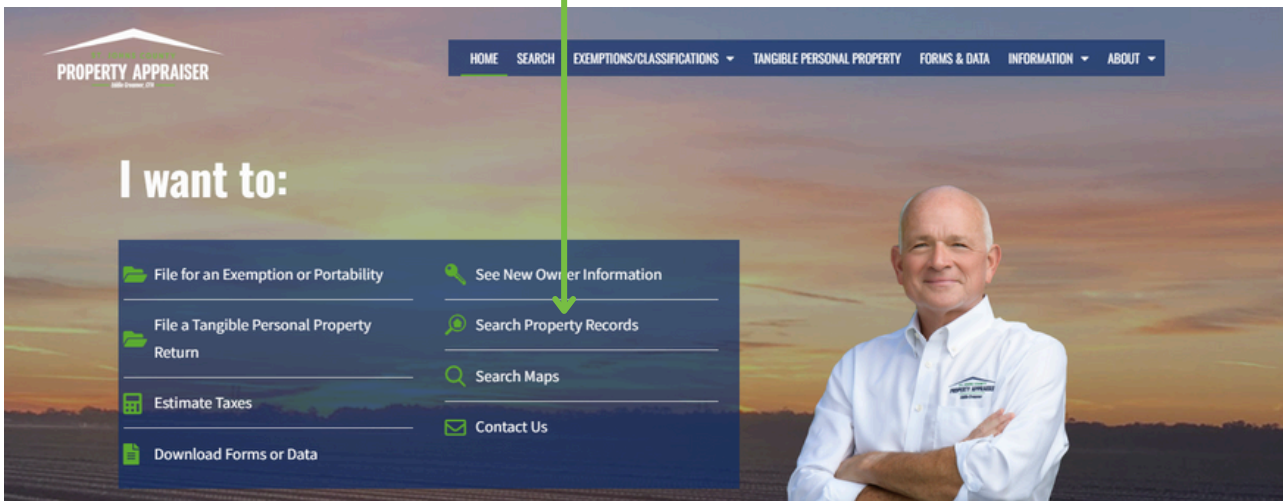 PROPERTY APPRAISER
HOME SEARCH EXEMPTIONS/CLASSIFICATIONS TANGIBLE PERSONAL PROPERTY FORMS & DATA INFORMATION ABOUT
I want to:
File for an Exemption or Portability
File a Tangible Personal Property
Return
Estimate Taxes
Download Forms or Data
See New Owner Information
Search Property Records
Search Maps
Contact Us
PROPERTY APPRAISER